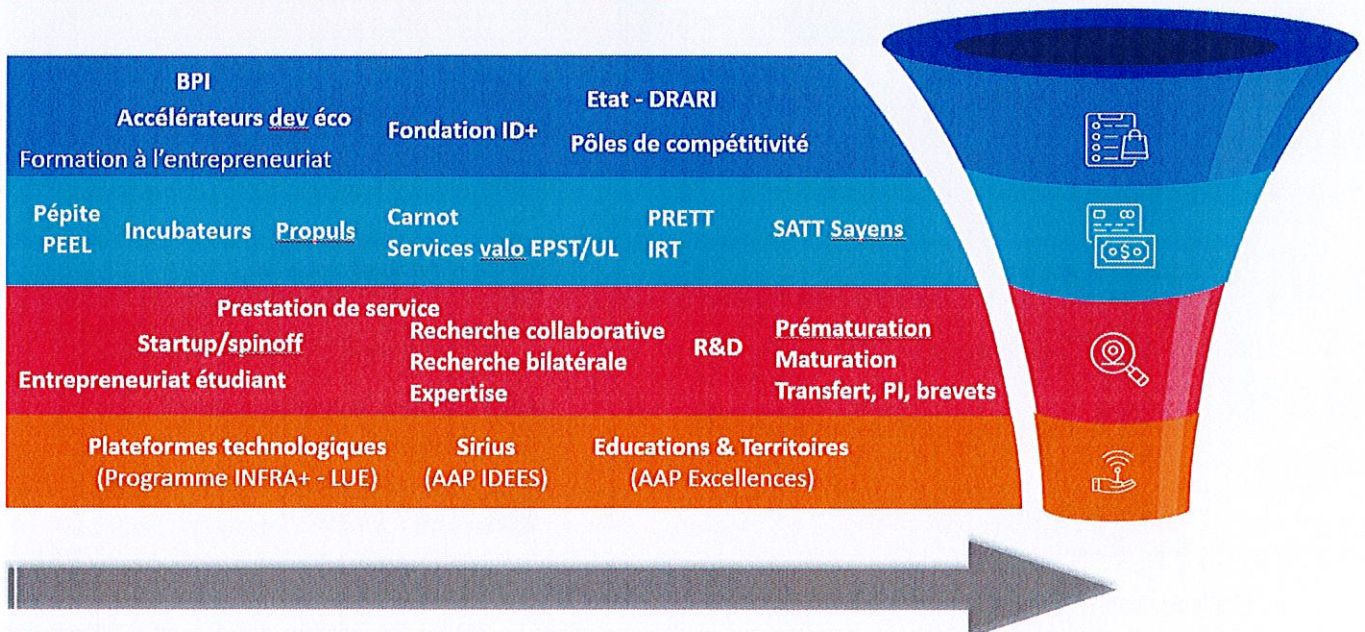 BPI
Accélérateurs dev éco
Formation à l'entrepreneuriat
Fondation ID+
Etat - DRARI
Pôles de compétitivité
Pépite
PEEL
Incubateurs
Propuls
Carnot
Services valo EPST/UL
PRETT
IRT
SATT Sayens
Prestation de service
Startup/spinoff
Entrepreneuriat étudiant
Recherche collaborative
Recherche bilatérale
Expertise
R&D
Prématuration
Maturation
Transfert, PI, brevets
Plateformes technologiques
(Programme INFRA+ - LUE)
Sirius
(AAP IDEES)
Educations & Territoires
(AAP Excellences)